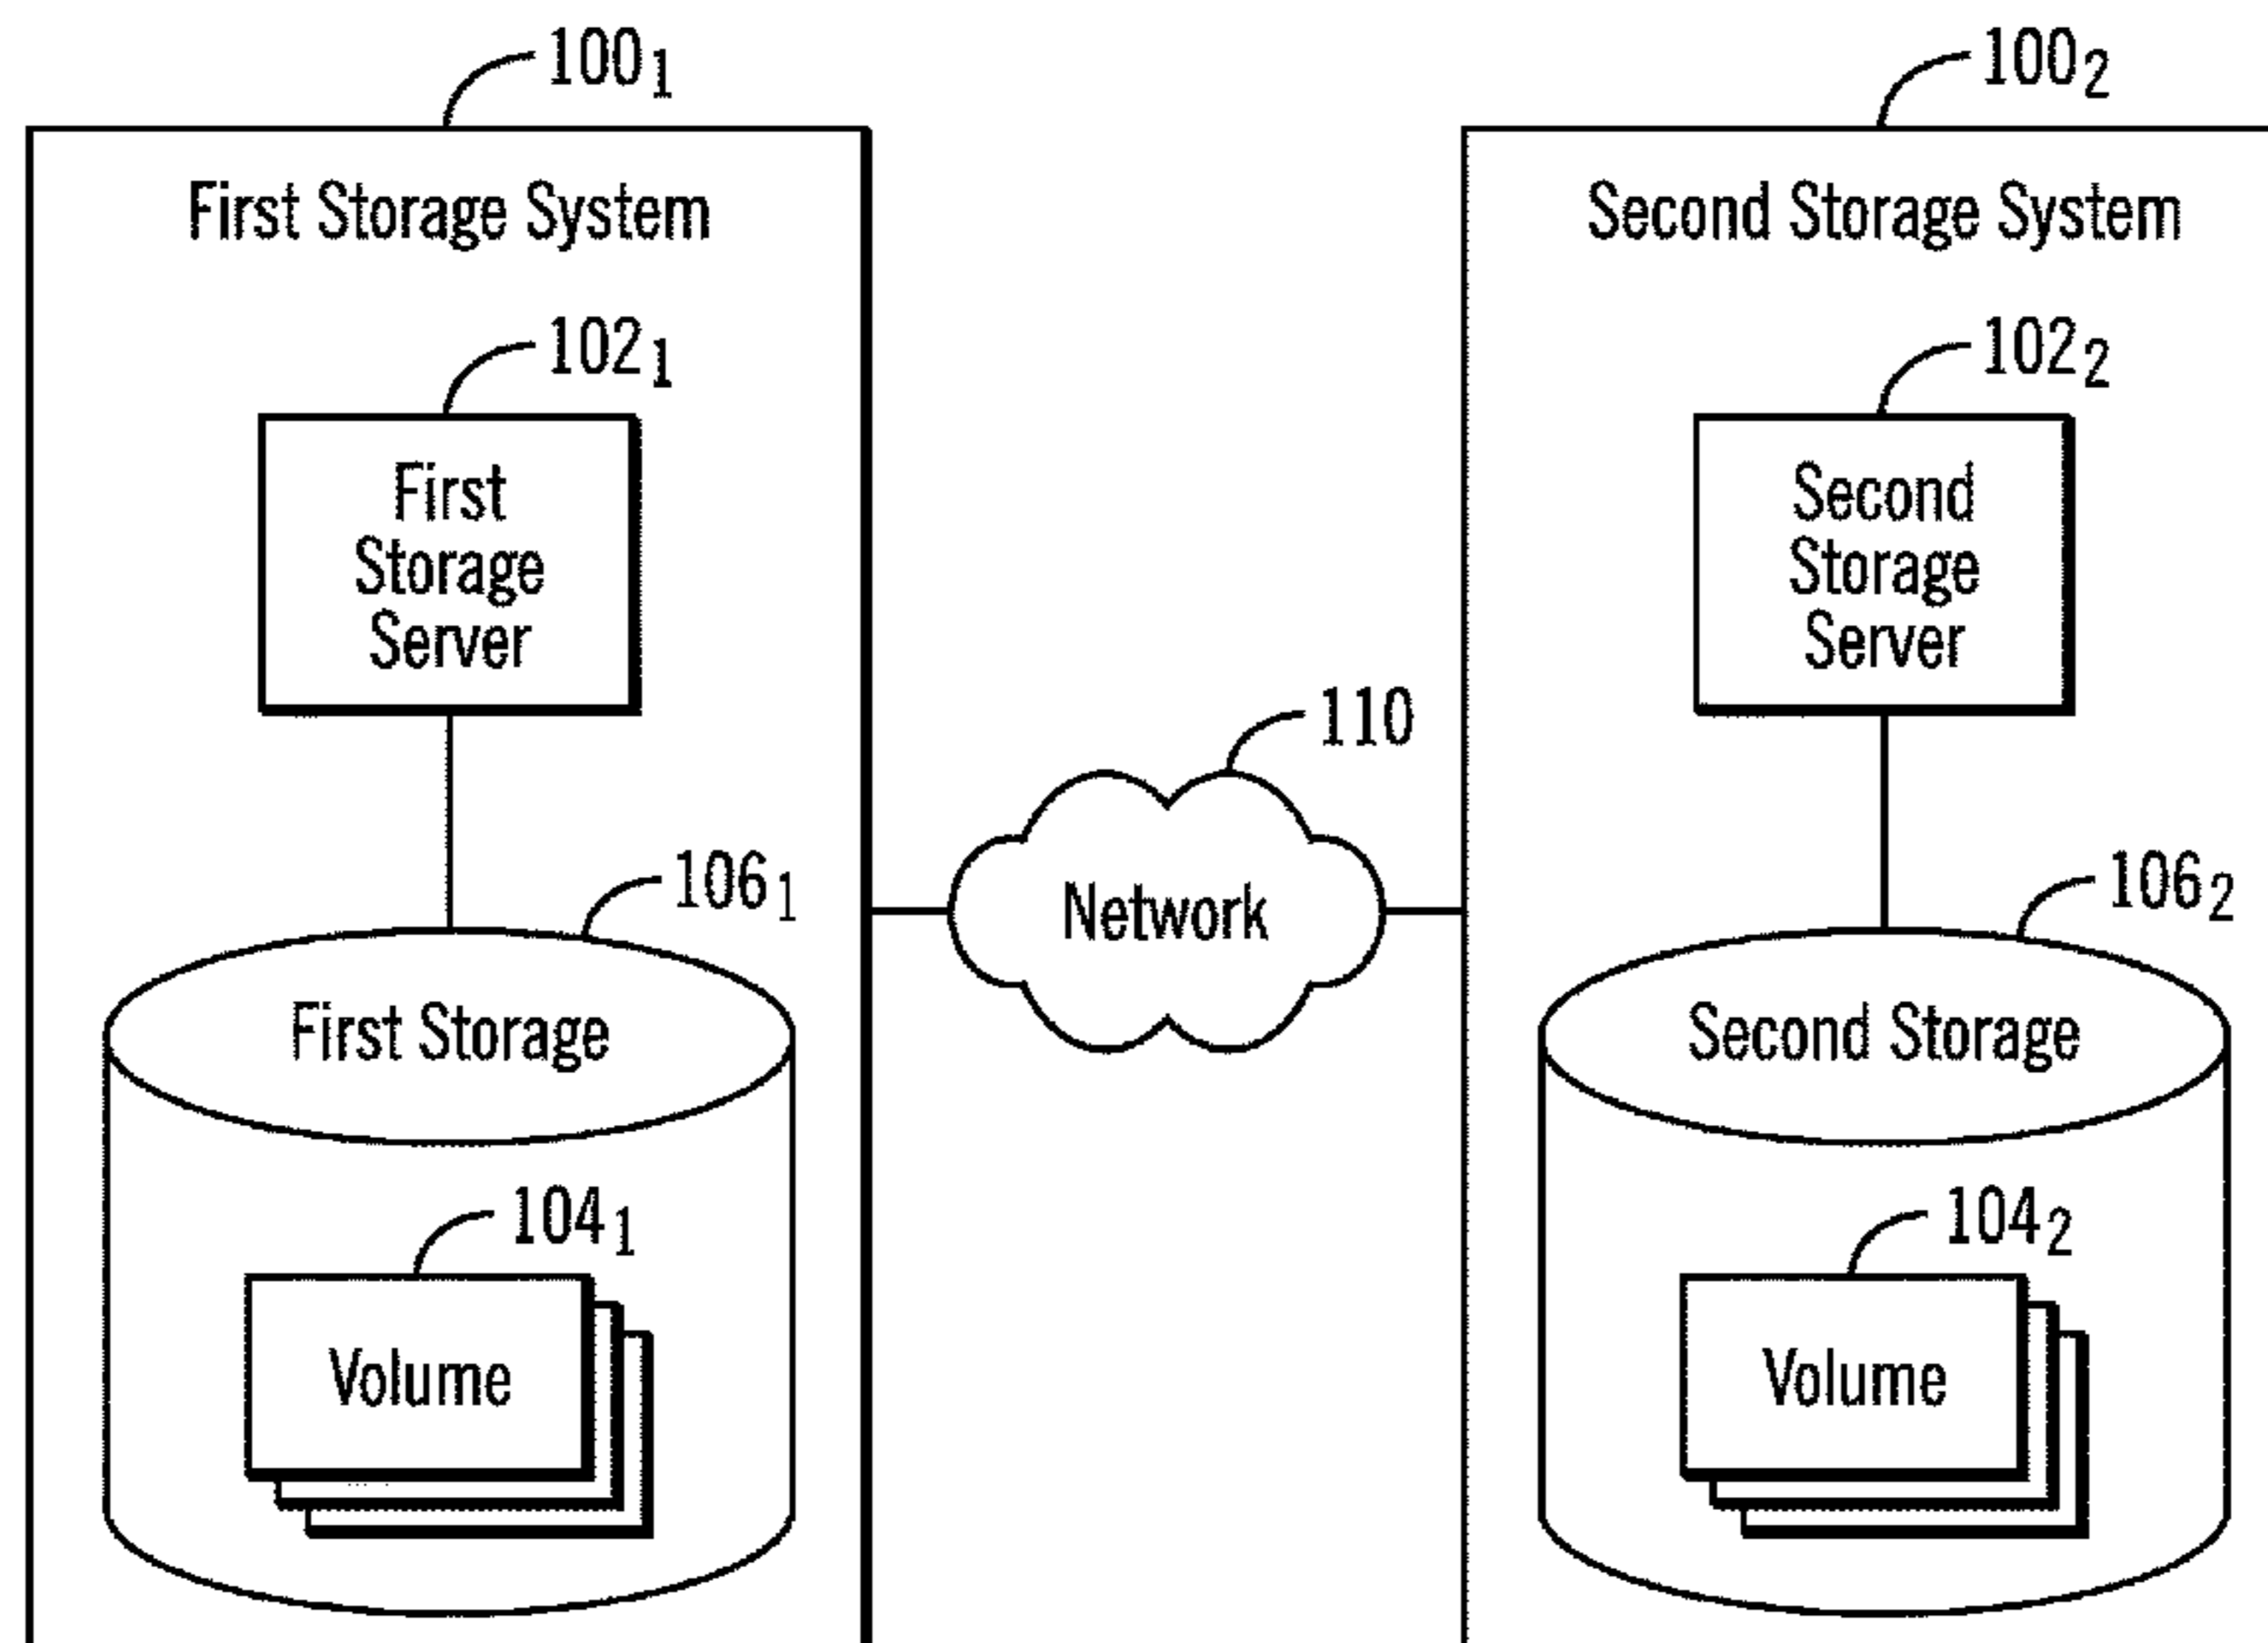 100₁
First Storage System
102₁
First
Storage
Server
106₁
First Storage
104₁
Volume
110
Network
100₂
Second Storage System
102₂
Second
Storage
Server
106₂
Second Storage
104₂
Volume